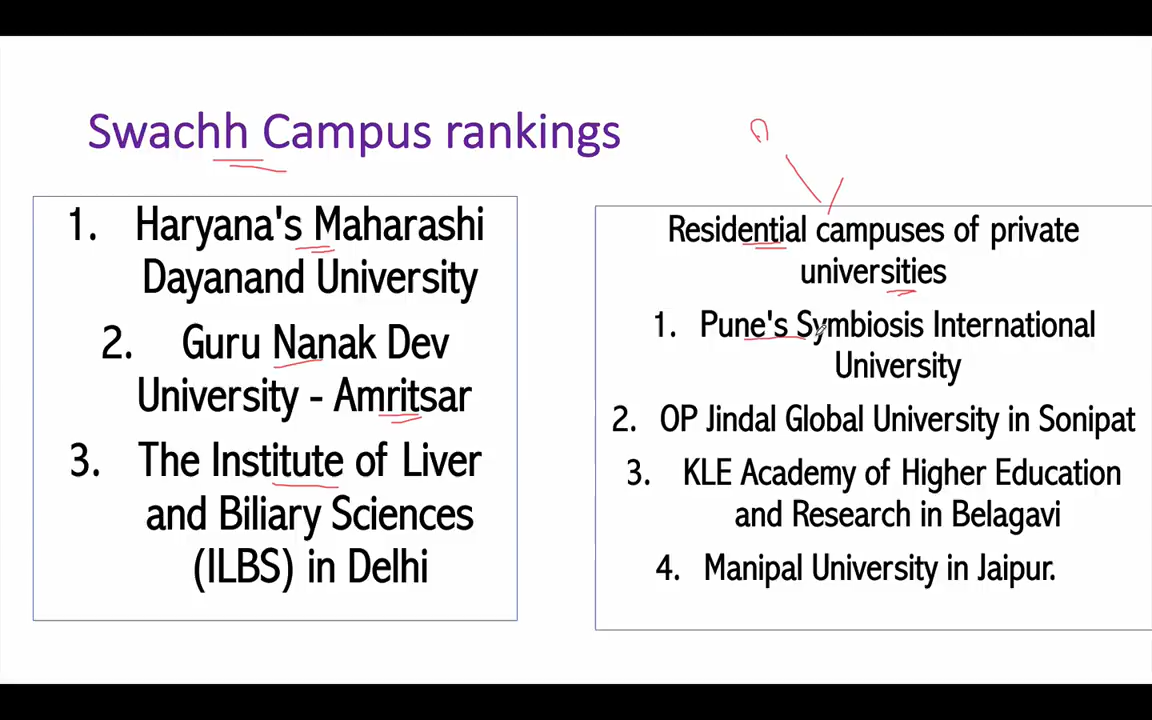 Swachh Campus rankings
1. Haryana's Maharashi
Dayanand University
2. Guru Nanak Dev
University - Amritsar
3. The Institute of Liver
and Biliary Sciences
(ILBS) in Delhi
Residential campuses of private
universities
1. Pune's Symbiosis International
University
2. OP Jindal Global University in Sonipat
3. KLE Academy of Higher Education
and Research in Belagavi
4. Manipal University in Jaipur.